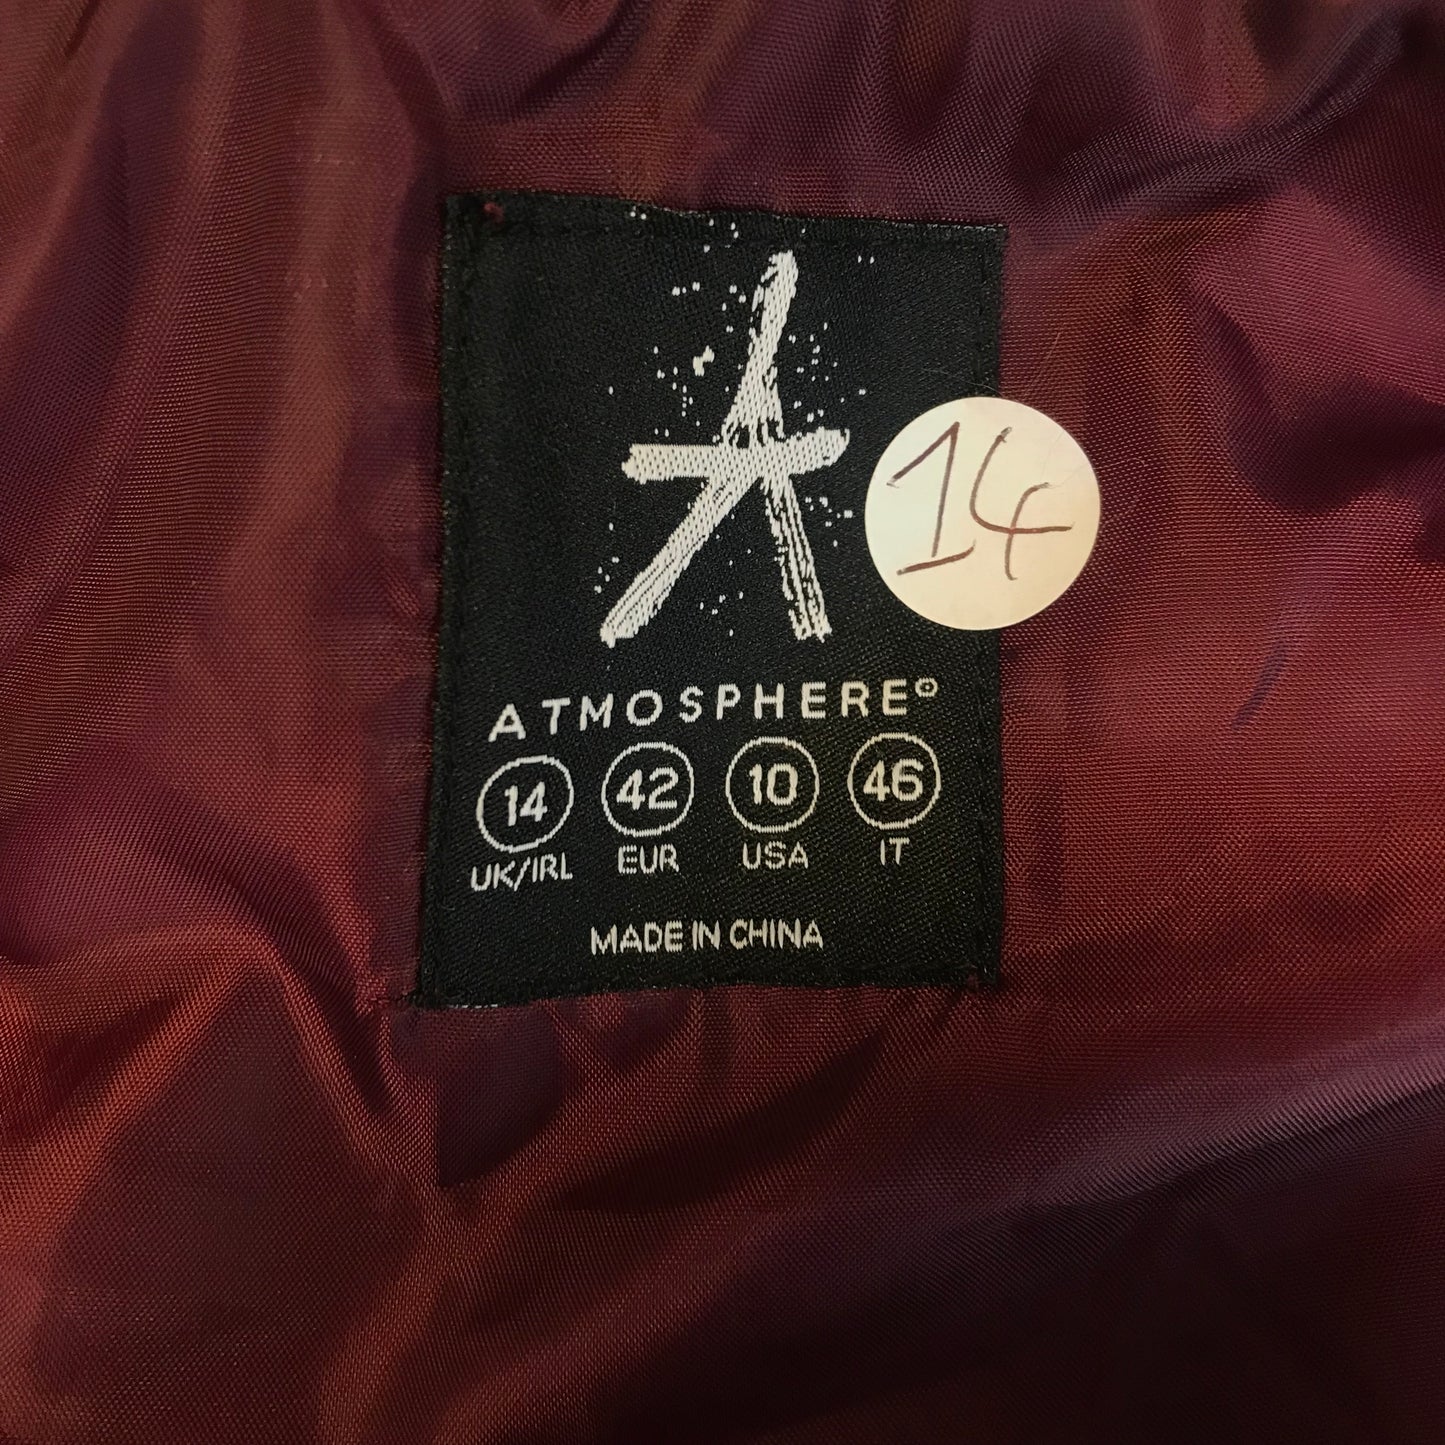 14
ATMOSPHERE©
14 42 10 46
UK/IRL EUR USA IT
MADE IN CHINA